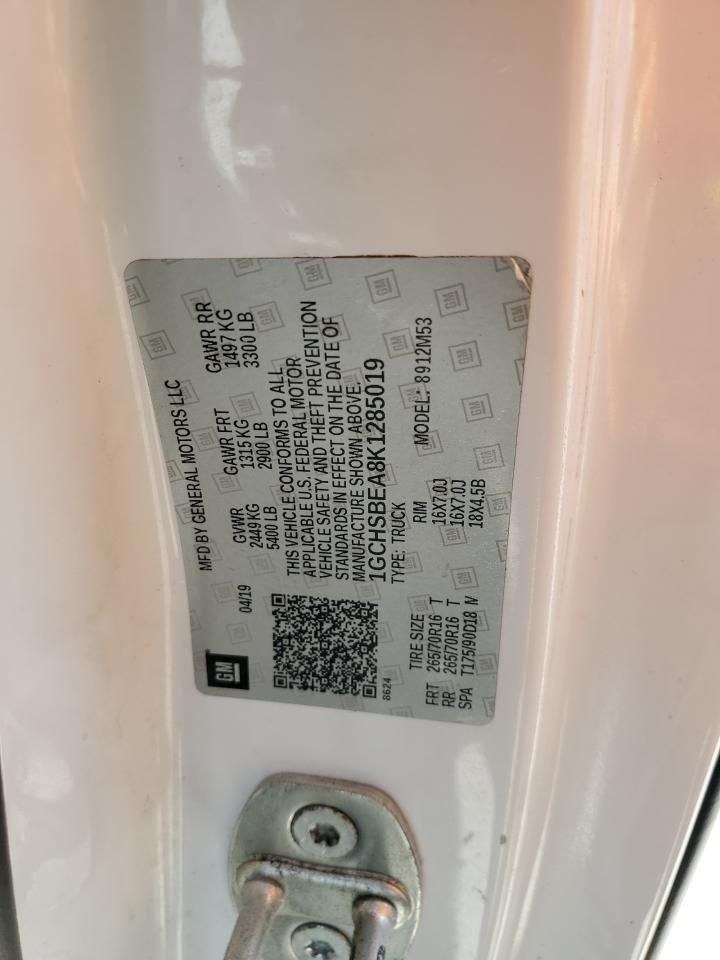 GM
MFD BY GENERAL MOTORS LLC
04/19
GVWR GAWR FRT GAWR RR
2449 KG 1315 KG 1497 KG
5400 LB 2900 LB 3300 LB
THIS VEHICLE CONFORMS TO ALL
APPLICABLE U.S. FEDERAL MOTOR
VEHICLE SAFETY AND THEFT PREVENTION
STANDARDS IN EFFECT ON THE DATE OF
MANUFACTURE SHOWN ABOVE.
1GCHSBEA8K1285019
8624
TYPE: TRUCK MODEL: 8912M53
TIRE SIZE RIM
FRT 265/70R16 T 16X7.0J
RR 265/70R16 T 16X7.0J
SPA T175/90D18 M 18X4.5B